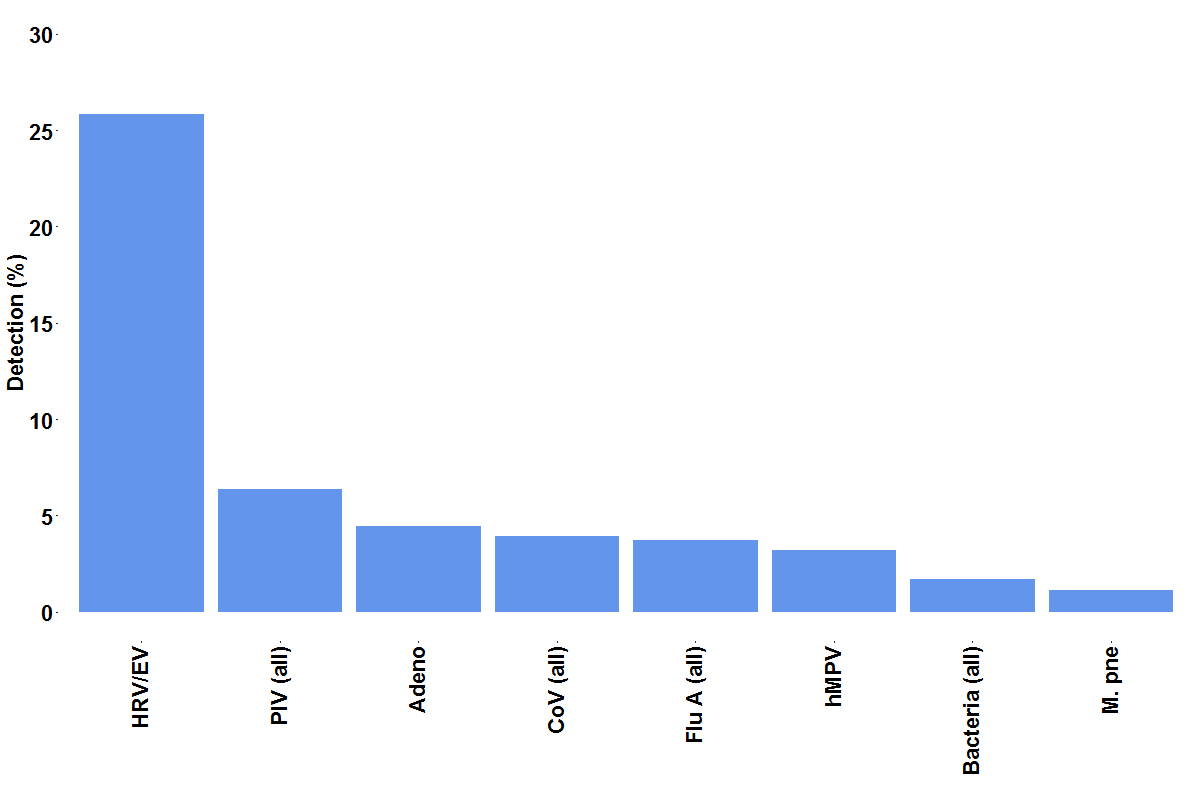 30
25
20
15
10
5
0
Detection (%)
HRV/EV
PIV (all)
Adeno
CoV (all)
Flu A (all)
hMPV
Bacteria (all)
M. pne